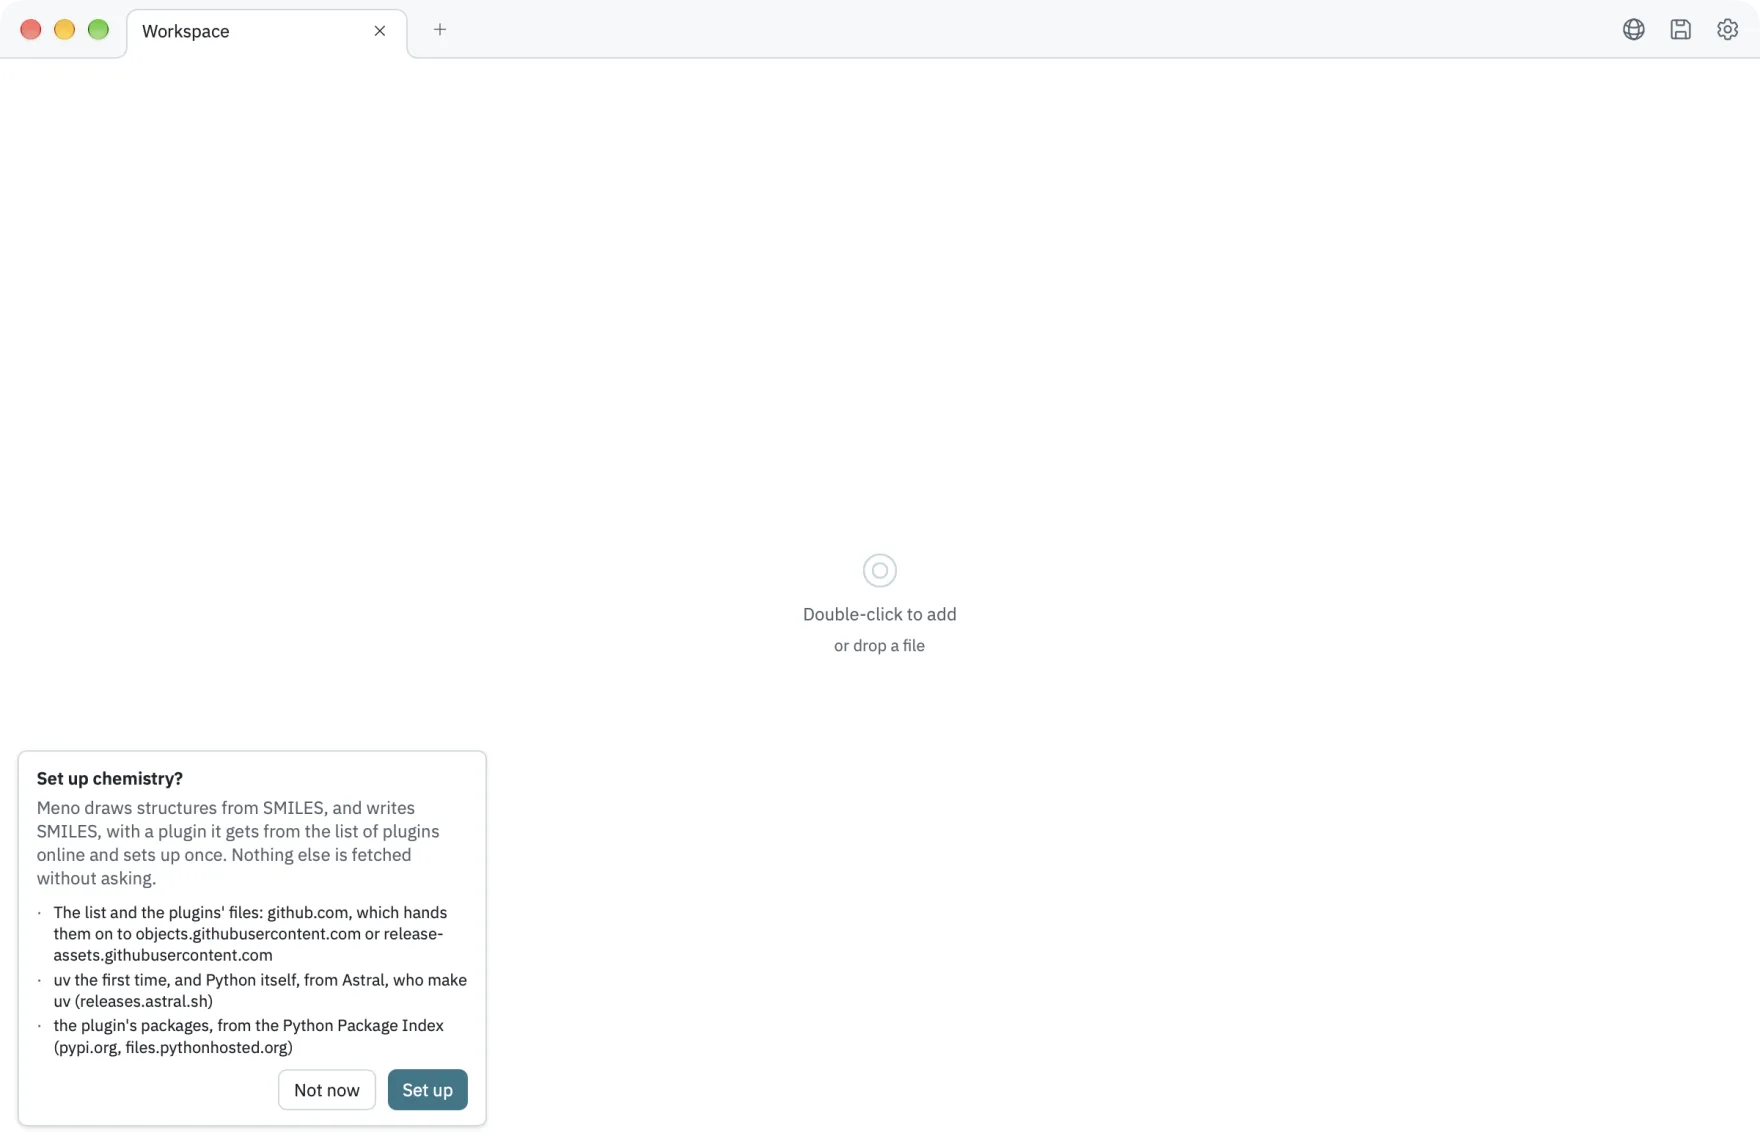 Workspace
Double-click to add
or drop a file
Set up chemistry?
Meno draws structures from SMILES, and writes
SMILES, with a plugin it gets from the list of plugins
online and sets up once. Nothing else is fetched
without asking.
· The list and the plugins' files: github.com, which hands
them on to objects.githubusercontent.com or release-
assets.githubusercontent.com
· uv the first time, and Python itself, from Astral, who make
uv (releases.astral.sh)
· the plugin's packages, from the Python Package Index
(pypi.org, files.pythonhosted.org)
Not now
Set up